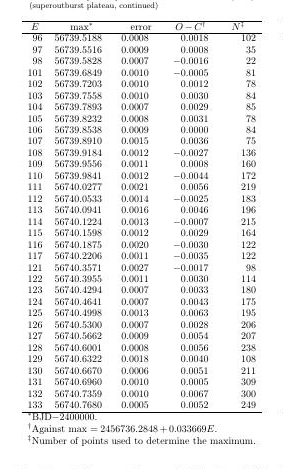 (superoutburst plateau, continued)
E max* error O − C† N‡
96 56739.5188 0.0008 0.0018 102
97 56739.5516 0.0009 0.0008 35
98 56739.5828 0.0007 −0.0016 22
101 56739.6849 0.0010 −0.0005 81
102 56739.7203 0.0010 0.0012 78
103 56739.7558 0.0010 0.0030 84
104 56739.7893 0.0007 0.0029 85
105 56739.8232 0.0008 0.0031 78
106 56739.8538 0.0009 0.0000 84
107 56739.8910 0.0015 0.0036 75
108 56739.9184 0.0012 −0.0027 136
109 56739.9556 0.0011 0.0008 160
110 56739.9841 0.0012 −0.0044 172
111 56740.0277 0.0021 0.0056 219
112 56740.0533 0.0014 −0.0025 183
113 56740.0941 0.0016 0.0046 196
114 56740.1224 0.0013 −0.0007 215
115 56740.1598 0.0012 0.0029 164
116 56740.1875 0.0020 −0.0030 122
117 56740.2206 0.0011 −0.0035 122
121 56740.3571 0.0027 −0.0017 98
122 56740.3955 0.0011 0.0030 114
123 56740.4294 0.0007 0.0033 180
124 56740.4641 0.0007 0.0043 175
125 56740.4998 0.0013 0.0063 195
126 56740.5300 0.0007 0.0028 206
127 56740.5662 0.0009 0.0054 207
128 56740.6001 0.0008 0.0056 238
129 56740.6322 0.0018 0.0040 108
130 56740.6670 0.0006 0.0051 211
131 56740.6960 0.0010 0.0005 309
132 56740.7359 0.0010 0.0067 300
133 56740.7680 0.0005 0.0052 249
*BJD−2400000.
†Against max = 2456736.2848 + 0.033669E.
‡Number of points used to determine the maximum.